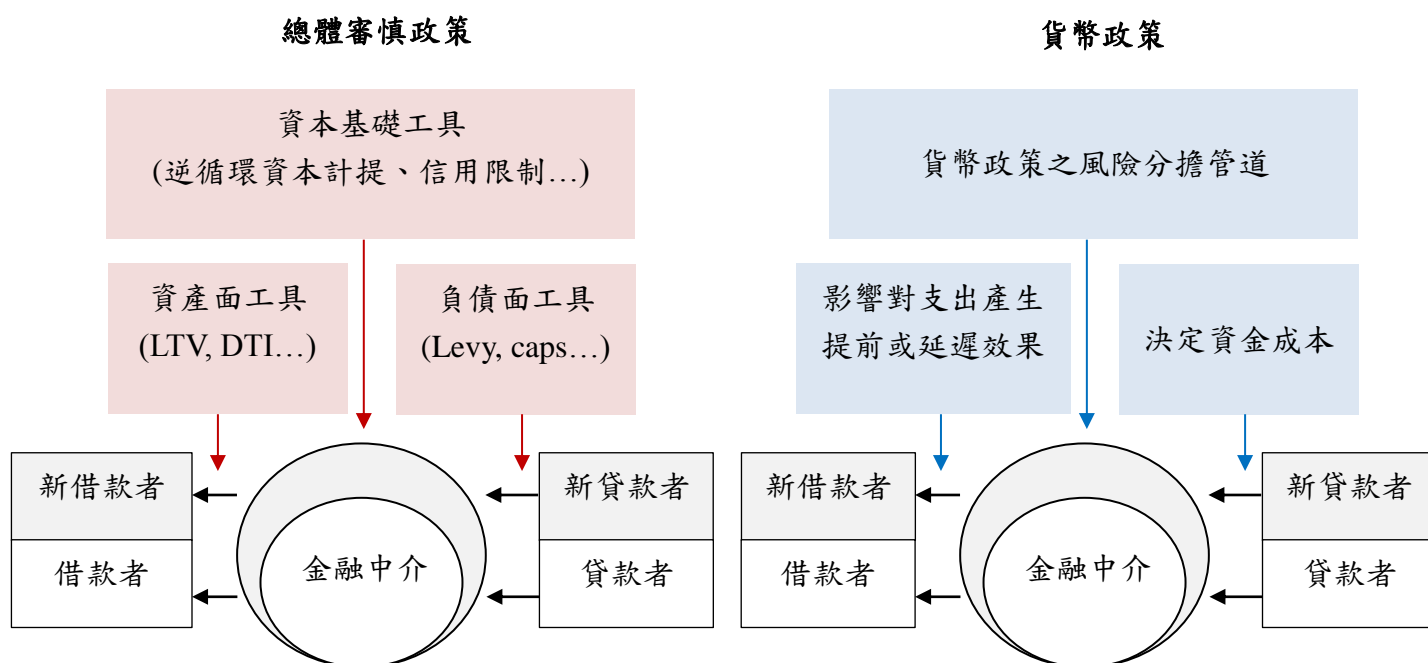 總體審慎政策
資本基礎工具
(逆循環資本計提、信用限制…)
資產面工具
(LTV, DTI…)
負債面工具
(Levy, caps…)
新借款者
借款者
金融中介
新貸款者
貸款者
貨幣政策
貨幣政策之風險分擔管道
影響對支出產生
提前或延遲效果
決定資金成本
新借款者
借款者
金融中介
新貸款者
貸款者